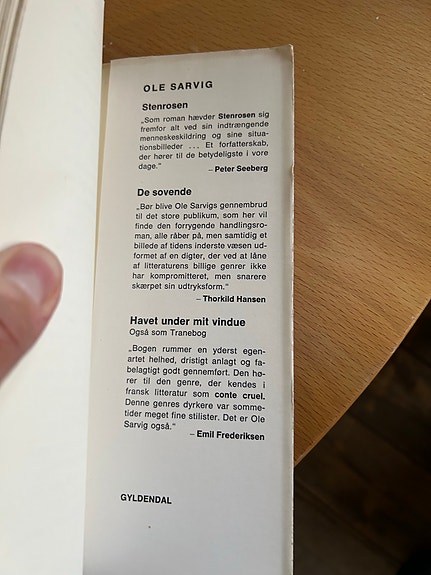 OLE SARVIG
Stenrosen
„Som roman hævder Stenrosen sig
fremfor alt ved sin indtrængende
menneskeskildring og sine situa-
tionsbilleder ... Et forfatterskab,
der hører til de betydeligste i vore
dage.“
– Peter Seeberg
De sovende
„Bør blive Ole Sarvigs gennembrud
til det store publikum, som her vil
finde den forrygende handlingsro-
man, alle råber på, men samtidig et
billede af tidens inderste væsen ud-
formet af en digter, der ved at låne
af litteraturens billige genrer ikke
har kompromitteret, men snarere
skærpet sin udtryksform.“
– Thorkild Hansen
Havet under mit vindue
Også som Tranebog
„Bogen rummer en yderst egen-
artet helhed, dristigt anlagt og fa-
belagtigt godt gennemført. Den hø-
rer til den genre, der kendes i
fransk litteratur som conte cruel.
Denne genres dyrkere var somme-
tider meget fine stilister. Det er Ole
Sarvig også.“
– Emil Frederiksen
GYLDENDAL